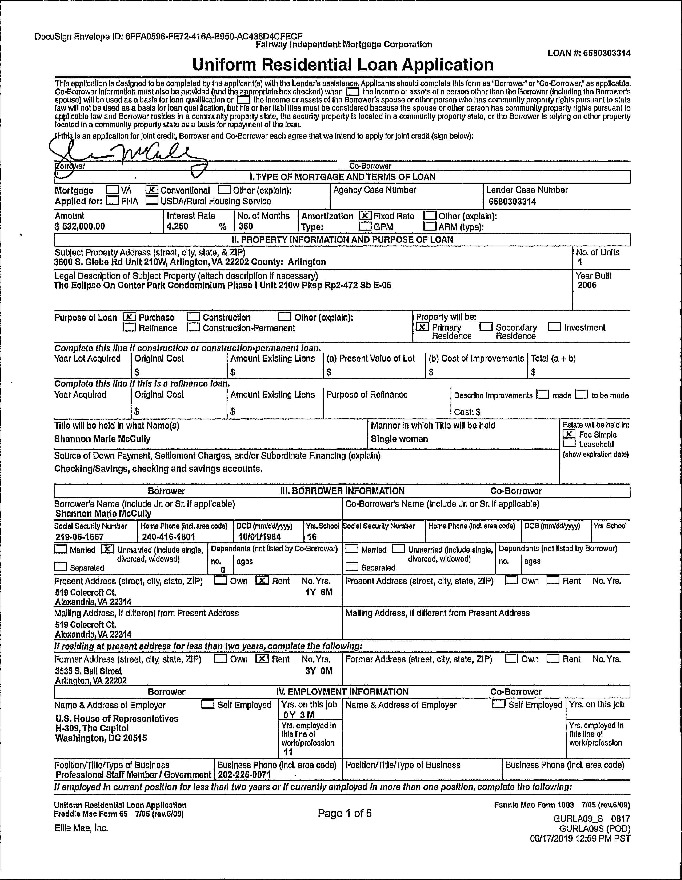 DocuSign Envelope ID:
Fairway Independent Mortgage Corporation
LOAN #: 6580303314
Uniform Residential Loan Application
This application is designed to be completed by the applicant(s) with the Lender's assistance. Applicants should complete this form as "Borrower" or "Co-Borrower," as applicable.
Co-Borrower information must also be provided (and the appropriate box checked) when the income or assets of a person other than the Borrower (including the Borrower's
spouse) will be used as a basis for loan qualification or the income or assets of the Borrower's spouse or other person who has community property rights pursuant to state
law will not be used as a basis for loan qualification, but his or her liabilities must be considered because the spouse or other person has community property rights pursuant to
applicable law and Borrower resides in a community property state, the security property is located in a community property state, or the Borrower is relying on other property
located in a community property state as a basis for repayment of the loan.
If this is an application for joint credit, Borrower and Co-Borrower each agree that we intend to apply for joint credit (sign below):
Borrower Co-Borrower
I. TYPE OF MORTGAGE AND TERMS OF LOAN
Mortgage VA X Conventional Other (explain): Agency Case Number Lender Case Number
Applied for: FHA USDA/Rural Housing Service 6580303314
Amount Interest Rate No. of Months Amortization X Fixed Rate Other (explain):
$ 632,000.00 4.250 % 360 Type: GPM ARM (type):
II. PROPERTY INFORMATION AND PURPOSE OF LOAN
Subject Property Address (street, city, state, & ZIP) No. of Units
3600 S. Glebe Rd Unit 210W, Arlington, VA 22202 County: Arlington 1
Legal Description of Subject Property (attach description if necessary) Year Built
The Eclipse On Center Park Condominium Phase I Unit 210w Pksp Rp2-472 Sb E-05 2006
Purpose of Loan X Purchase Construction Other (explain): Property will be:
Refinance Construction-Permanent X Primary Residence Secondary Residence Investment
Complete this line if construction or construction-permanent loan.
Year Lot Acquired Original Cost Amount Existing Liens (a) Present Value of Lot (b) Cost of Improvements Total (a + b)
$ $ $ $ $
Complete this line if this is a refinance loan.
Year Acquired Original Cost Amount Existing Liens Purpose of Refinance Describe Improvements made to be made
$ $ Cost: $
Title will be held in what Name(s) Manner in which Title will be held Estate will be held in:
Shannon Marie McCully Single woman X Fee Simple
Leasehold
Source of Down Payment, Settlement Charges, and/or Subordinate Financing (explain) (show expiration date)
Checking/Savings, checking and savings accounts.
Borrower III. BORROWER INFORMATION Co-Borrower
Borrower's Name (include Jr. or Sr. if applicable) Co-Borrower's Name (include Jr. or Sr. if applicable)
Shannon Marie McCully
Social Security Number Home Phone (incl. area code) DOB (mm/dd/yyyy) Yrs. School Social Security Number Home Phone (incl. area code) DOB (mm/dd/yyyy) Yrs. School
16
Married X Unmarried (include single, divorced, widowed) Dependents (not listed by Co-Borrower) Married Unmarried (include single, divorced, widowed) Dependents (not listed by Borrower)
Separated no. 0 ages Separated no. ages
Present Address (street, city, state, ZIP) Own X Rent No. Yrs. Present Address (street, city, state, ZIP) Own Rent No. Yrs.
519 Colecroft Ct. 1Y 6M
Alexandria, VA 22314
Mailing Address, if different from Present Address Mailing Address, if different from Present Address
519 Colecroft Ct.
Alexandria, VA 22314
If residing at present address for less than two years, complete the following:
Former Address (street, city, state, ZIP) Own X Rent No. Yrs. Former Address (street, city, state, ZIP) Own Rent No. Yrs.
3535 S. Ball Street 3Y 0M
Arlington, VA 22202
Borrower IV. EMPLOYMENT INFORMATION Co-Borrower
Name & Address of Employer Self Employed Yrs. on this job Name & Address of Employer Self Employed Yrs. on this job
U.S. House of Representatives 0Y 3M
H-309, The Capitol Yrs. employed in this line of work/profession Yrs. employed in this line of work/profession
Washington, DC 20515 11
Position/Title/Type of Business Business Phone (incl. area code) Position/Title/Type of Business Business Phone (incl. area code)
Professional Staff Member / Government
If employed in current position for less than two years or if currently employed in more than one position, complete the following:
Uniform Residential Loan Application Fannie Mae Form 1003 7/05 (rev.6/09)
Freddie Mac Form 65 7/05 (rev.6/09) Page 1 of 5 GURLA09_S 0817
Ellie Mae, Inc. GURLA09S (POD)
06/17/2019 12:59 PM PST